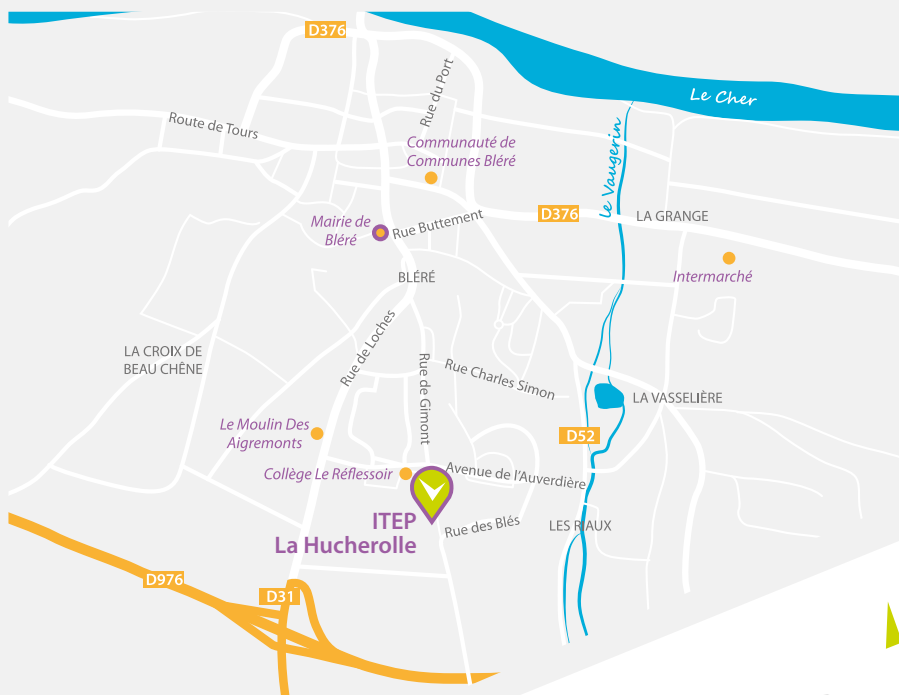 D376
Le Cher
Rue du Port
Route de Tours
le Vaugerin
Communauté de
Communes Bléré
D376
LA GRANGE
Mairie de
Bléré
Rue Buttement
Intermarché
BLÉRÉ
Rue de Loches
LA CROIX DE
BEAU CHÊNE
Rue de Gimont
Rue Charles Simon
LA VASSELIÈRE
Le Moulin Des
Aigremonts
D52
Collège Le Réflessoir
Avenue de l'Auverdière
ITEP
La Hucherolle
Rue des Blés
LES RIAUX
D976
D31